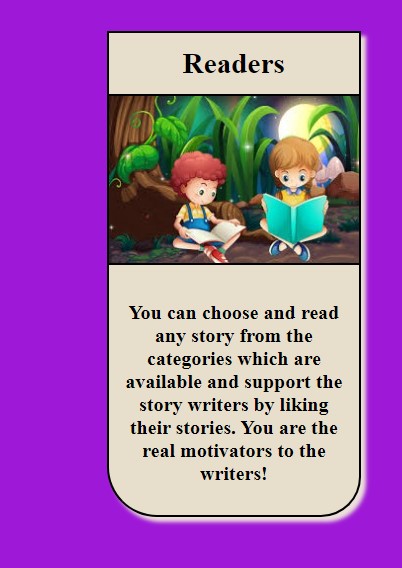 Readers
You can choose and read
any story from the
categories which are
available and support the
story writers by liking
their stories. You are the
real motivators to the
writers!